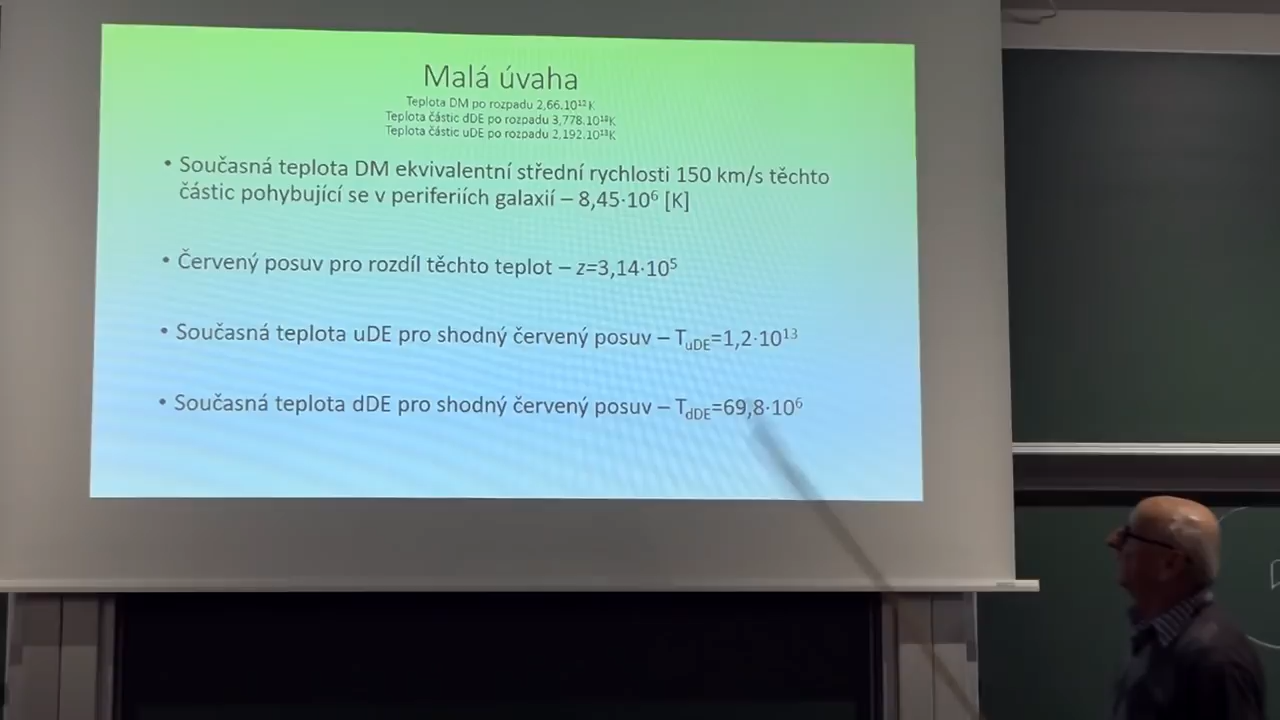 Malá úvaha
Teplota DM po rozpadu 2,66.10¹²K
Teplota částic dDE po rozpadu 3,778.10¹⁸K
Teplota částic uDE po rozpadu 2,192.10¹³K
• Současná teplota DM ekvivalentní střední rychlosti 150 km/s těchto
částic pohybující se v periferiích galaxií – 8,45·10⁶ [K]
• Červený posuv pro rozdíl těchto teplot – z=3,14·10⁵
• Současná teplota uDE pro shodný červený posuv – TuDE=1,2·10¹³
• Současná teplota dDE pro shodný červený posuv – TdDE=69,8·10⁶